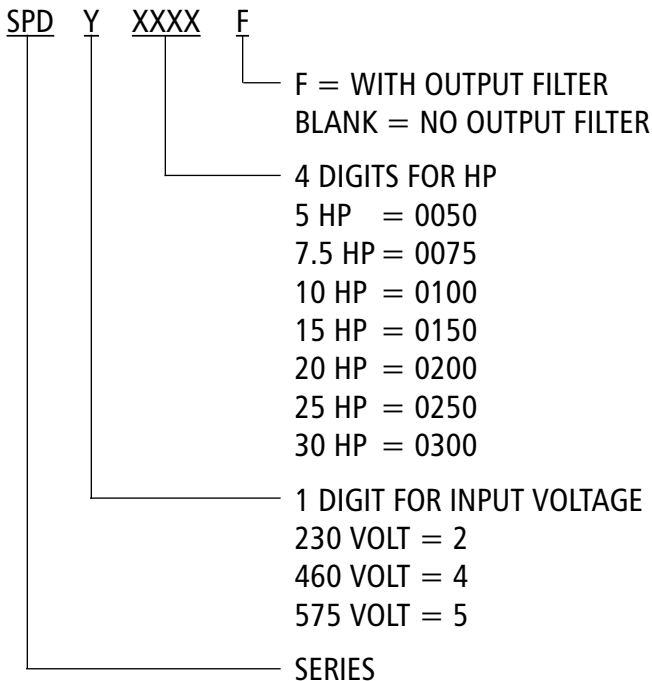 SPD Y XXXX F
F = WITH OUTPUT FILTER
BLANK = NO OUTPUT FILTER
4 DIGITS FOR HP
5 HP = 0050
7.5 HP = 0075
10 HP = 0100
15 HP = 0150
20 HP = 0200
25 HP = 0250
30 HP = 0300
1 DIGIT FOR INPUT VOLTAGE
230 VOLT = 2
460 VOLT = 4
575 VOLT = 5
SERIES